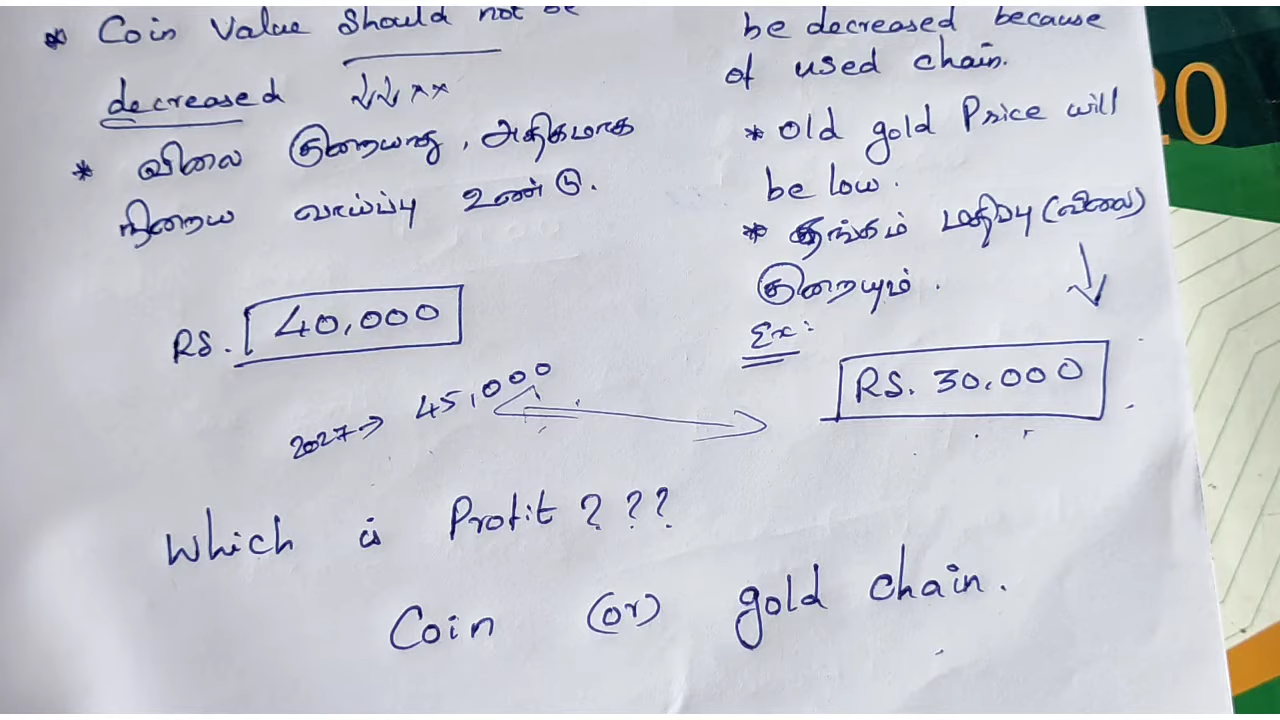 * Coin Value Should not be
decreased
* விலை குறையாது, அதிகமாக
நிறைய வாய்ப்பு உண்டு.
RS. 40,000
2027→ 45,000
be decreased because
of used chain.
* Old gold Price will
be low.
* தங்கம் மதிப்பு (விலை)
குறையும்.
Ex:
RS. 30,000
Which is Profit ???
Coin (or) gold chain.
20